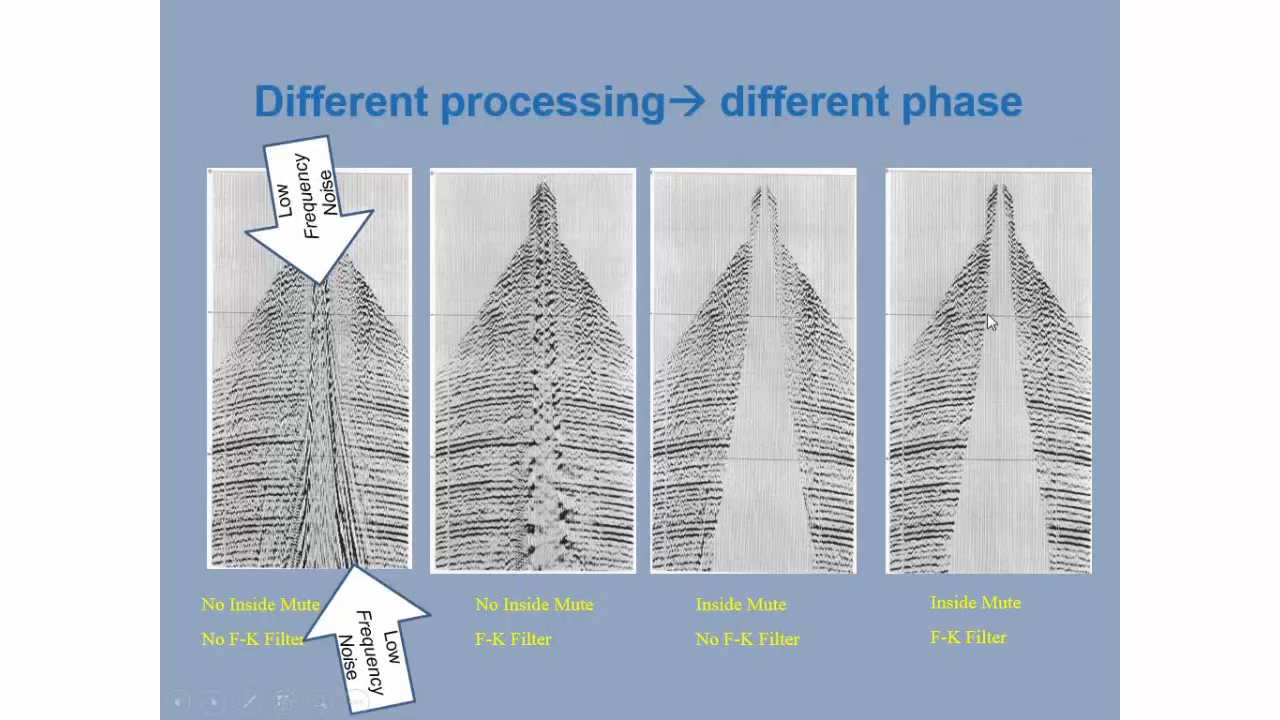 Different processing→ different phase
Low
Frequency
Noise
No Inside Mute
No F-K Filter
No Inside Mute
F-K Filter
Inside Mute
No F-K Filter
Inside Mute
F-K Filter
Low
Frequency
Noise